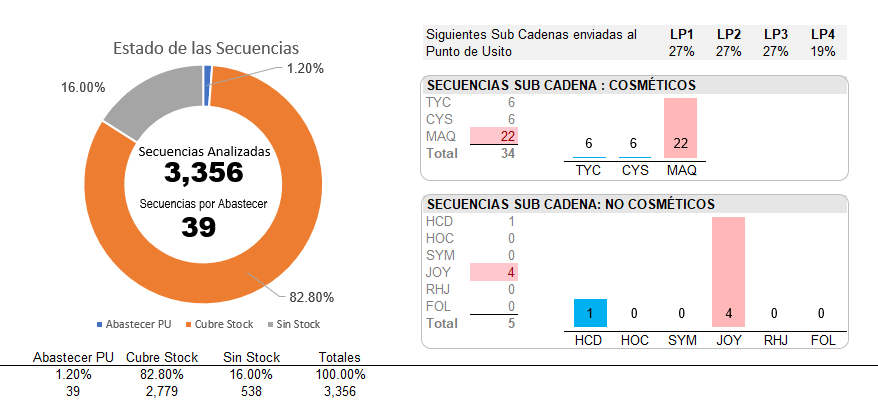 Estado de las Secuencias
1.20%
16.00%
Secuencias Analizadas
3,356
Secuencias por Abastecer
39
82.80%
Abastecer PU Cubre Stock Sin Stock
Abastecer PU Cubre Stock Sin Stock Totales
1.20% 82.80% 16.00% 100.00%
39 2,779 538 3,356
Siguientes Sub Cadenas enviadas al LP1 LP2 LP3 LP4
Punto de Usito 27% 27% 27% 19%
SECUENCIAS SUB CADENA : COSMÉTICOS
TYC 6
CYS 6
MAQ 22
Total 34
6 6 22
TYC CYS MAQ
SECUENCIAS SUB CADENA: NO COSMÉTICOS
HCD 1
HOC 0
SYM 0
JOY 4
RHJ 0
FOL 0
Total 5
1 0 0 4 0 0
HCD HOC SYM JOY RHJ FOL